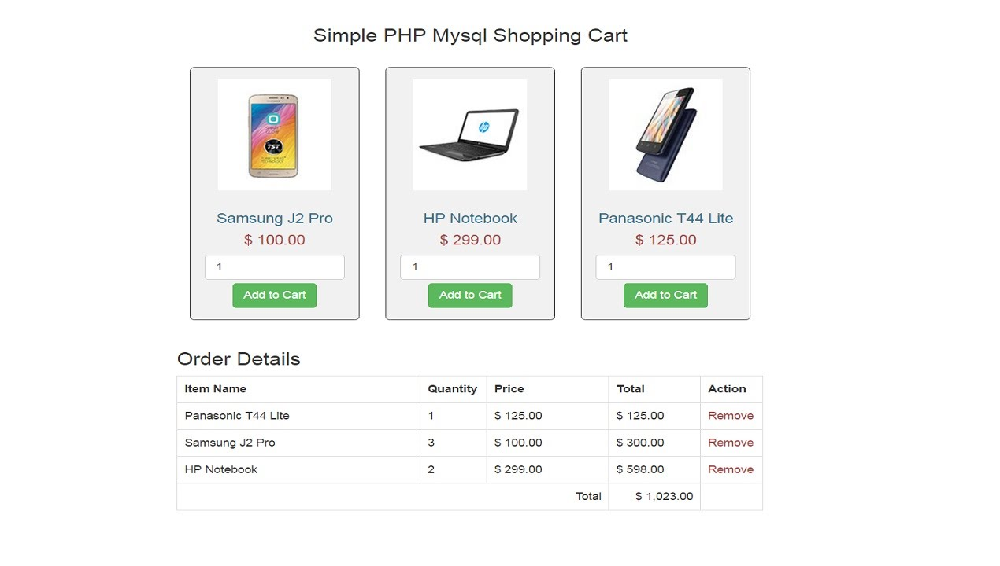 Simple PHP Mysql Shopping Cart
SAMSUNG
TST
hp
Samsung J2 Pro
HP Notebook
Panasonic T44 Lite
$ 100.00
$ 299.00
$ 125.00
1
1
1
Add to Cart
Add to Cart
Add to Cart
Order Details
Item Name Quantity Price Total Action
Panasonic T44 Lite 1 $ 125.00 $ 125.00 Remove
Samsung J2 Pro 3 $ 100.00 $ 300.00 Remove
HP Notebook 2 $ 299.00 $ 598.00 Remove
Total $ 1,023.00